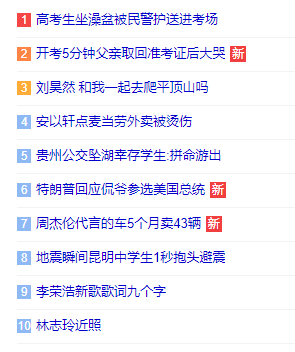 1 高考生坐澡盆被民警护送进考场
2 开考5分钟父亲取回准考证后大哭 新
3 刘昊然 和我一起去爬平顶山吗
4 安以轩点麦当劳外卖被烫伤
5 贵州公交坠湖幸存学生:拼命游出
6 特朗普回应侃爷参选美国总统 新
7 周杰伦代言的车5个月卖43辆 新
8 地震瞬间昆明中学生1秒抱头避震
9 李荣浩新歌歌词九个字
10 林志玲近照